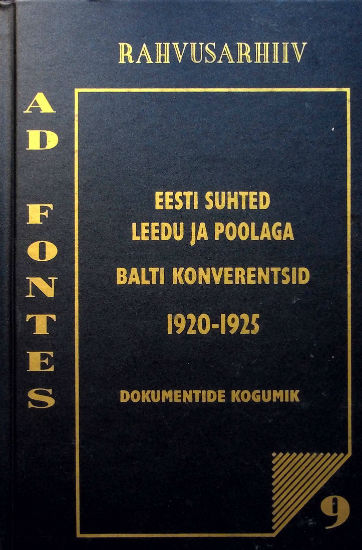 RAHVUSARHIIV
AD FONTES
EESTI SUHTED
LEEDU JA POOLAGA
BALTI KONVERENTSID
1920-1925
DOKUMENTIDE KOGUMIK
9